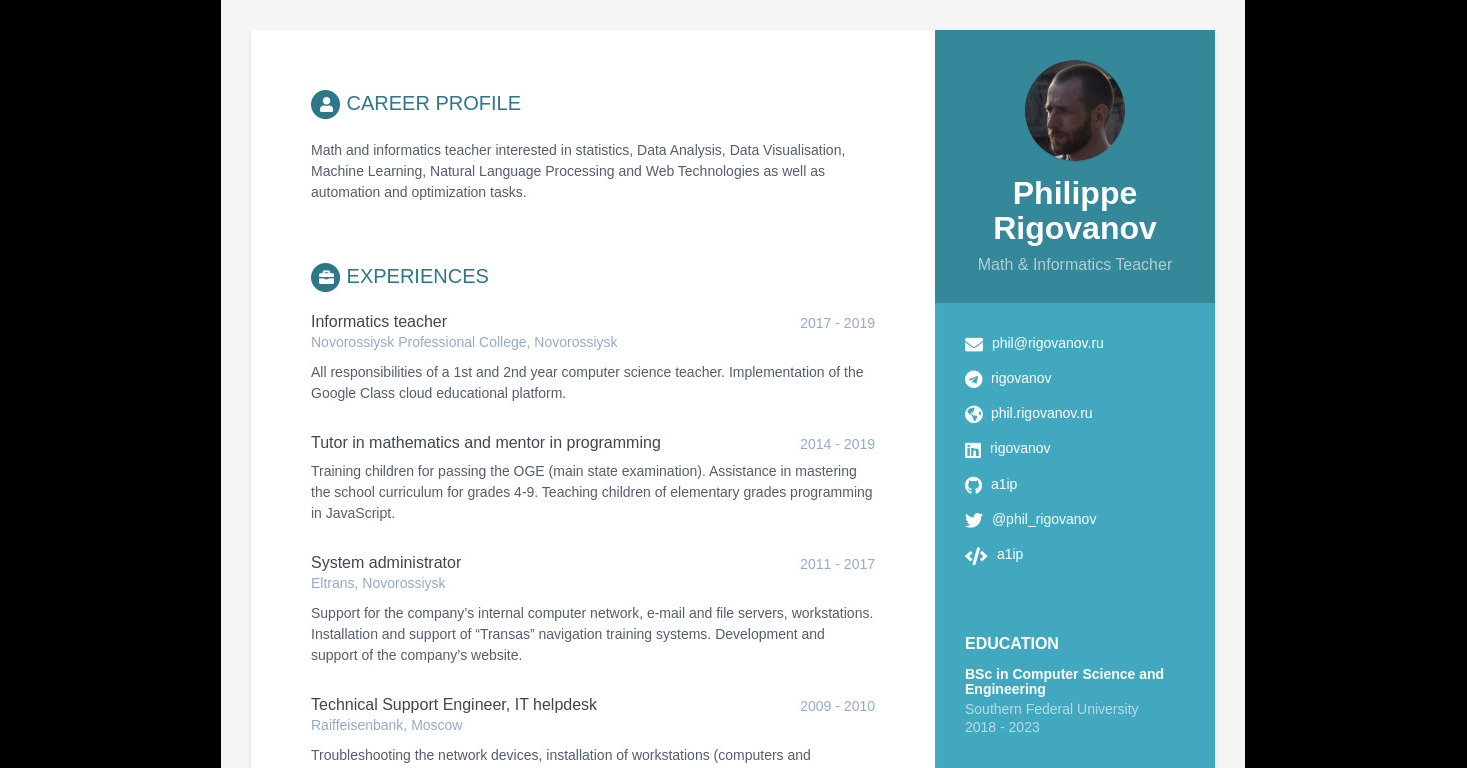 CAREER PROFILE
Math and informatics teacher interested in statistics, Data Analysis, Data Visualisation,
Machine Learning, Natural Language Processing and Web Technologies as well as
automation and optimization tasks.
EXPERIENCES
Informatics teacher
2017 - 2019
Novorossiysk Professional College, Novorossiysk
All responsibilities of a 1st and 2nd year computer science teacher. Implementation of the
Google Class cloud educational platform.
Tutor in mathematics and mentor in programming
2014 - 2019
Training children for passing the OGE (main state examination). Assistance in mastering
the school curriculum for grades 4-9. Teaching children of elementary grades programming
in JavaScript.
System administrator
2011 - 2017
Eltrans, Novorossiysk
Support for the company’s internal computer network, e-mail and file servers, workstations.
Installation and support of “Transas” navigation training systems. Development and
support of the company’s website.
Technical Support Engineer, IT helpdesk
2009 - 2010
Raiffeisenbank, Moscow
Troubleshooting the network devices, installation of workstations (computers and
Philippe
Rigovanov
Math & Informatics Teacher
phil@rigovanov.ru
rigovanov
phil.rigovanov.ru
rigovanov
a1ip
@phil_rigovanov
a1ip
EDUCATION
BSc in Computer Science and
Engineering
Southern Federal University
2018 - 2023